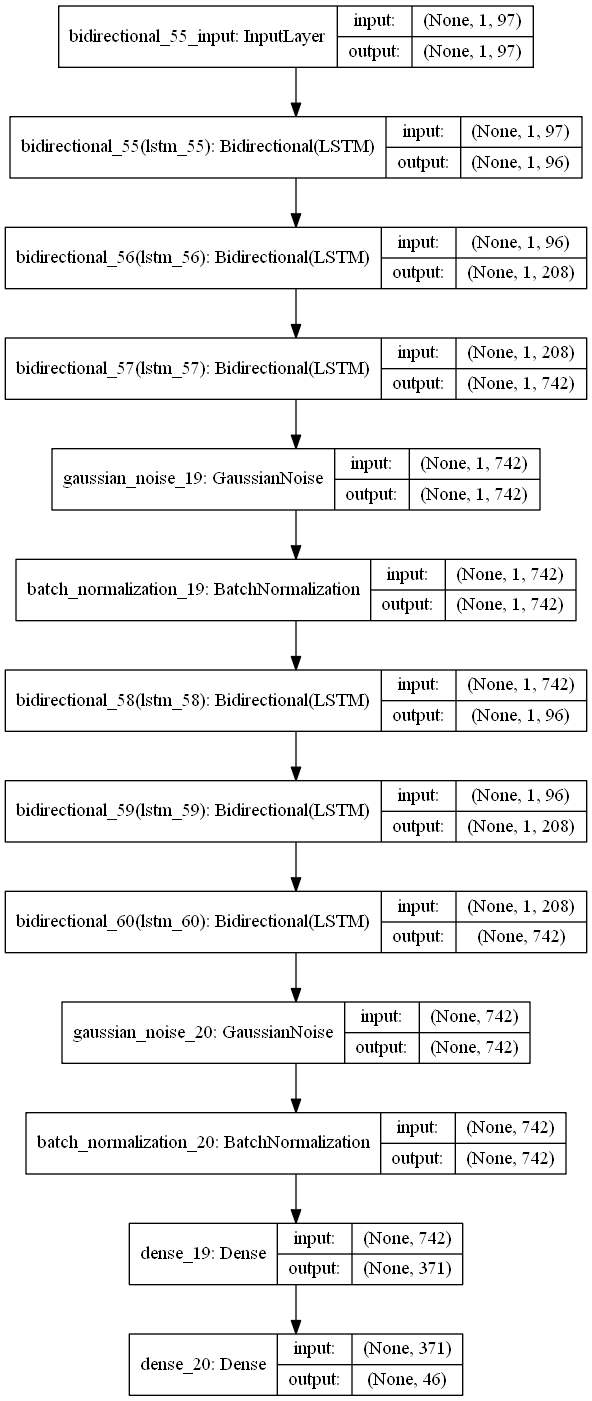 bidirectional_55_input: InputLayer
input: (None, 1, 97)
output: (None, 1, 97)
bidirectional_55(lstm_55): Bidirectional(LSTM)
input: (None, 1, 97)
output: (None, 1, 96)
bidirectional_56(lstm_56): Bidirectional(LSTM)
input: (None, 1, 96)
output: (None, 1, 208)
bidirectional_57(lstm_57): Bidirectional(LSTM)
input: (None, 1, 208)
output: (None, 1, 742)
gaussian_noise_19: GaussianNoise
input: (None, 1, 742)
output: (None, 1, 742)
batch_normalization_19: BatchNormalization
input: (None, 1, 742)
output: (None, 1, 742)
bidirectional_58(lstm_58): Bidirectional(LSTM)
input: (None, 1, 742)
output: (None, 1, 96)
bidirectional_59(lstm_59): Bidirectional(LSTM)
input: (None, 1, 96)
output: (None, 1, 208)
bidirectional_60(lstm_60): Bidirectional(LSTM)
input: (None, 1, 208)
output: (None, 742)
gaussian_noise_20: GaussianNoise
input: (None, 742)
output: (None, 742)
batch_normalization_20: BatchNormalization
input: (None, 742)
output: (None, 742)
dense_19: Dense
input: (None, 742)
output: (None, 371)
dense_20: Dense
input: (None, 371)
output: (None, 46)